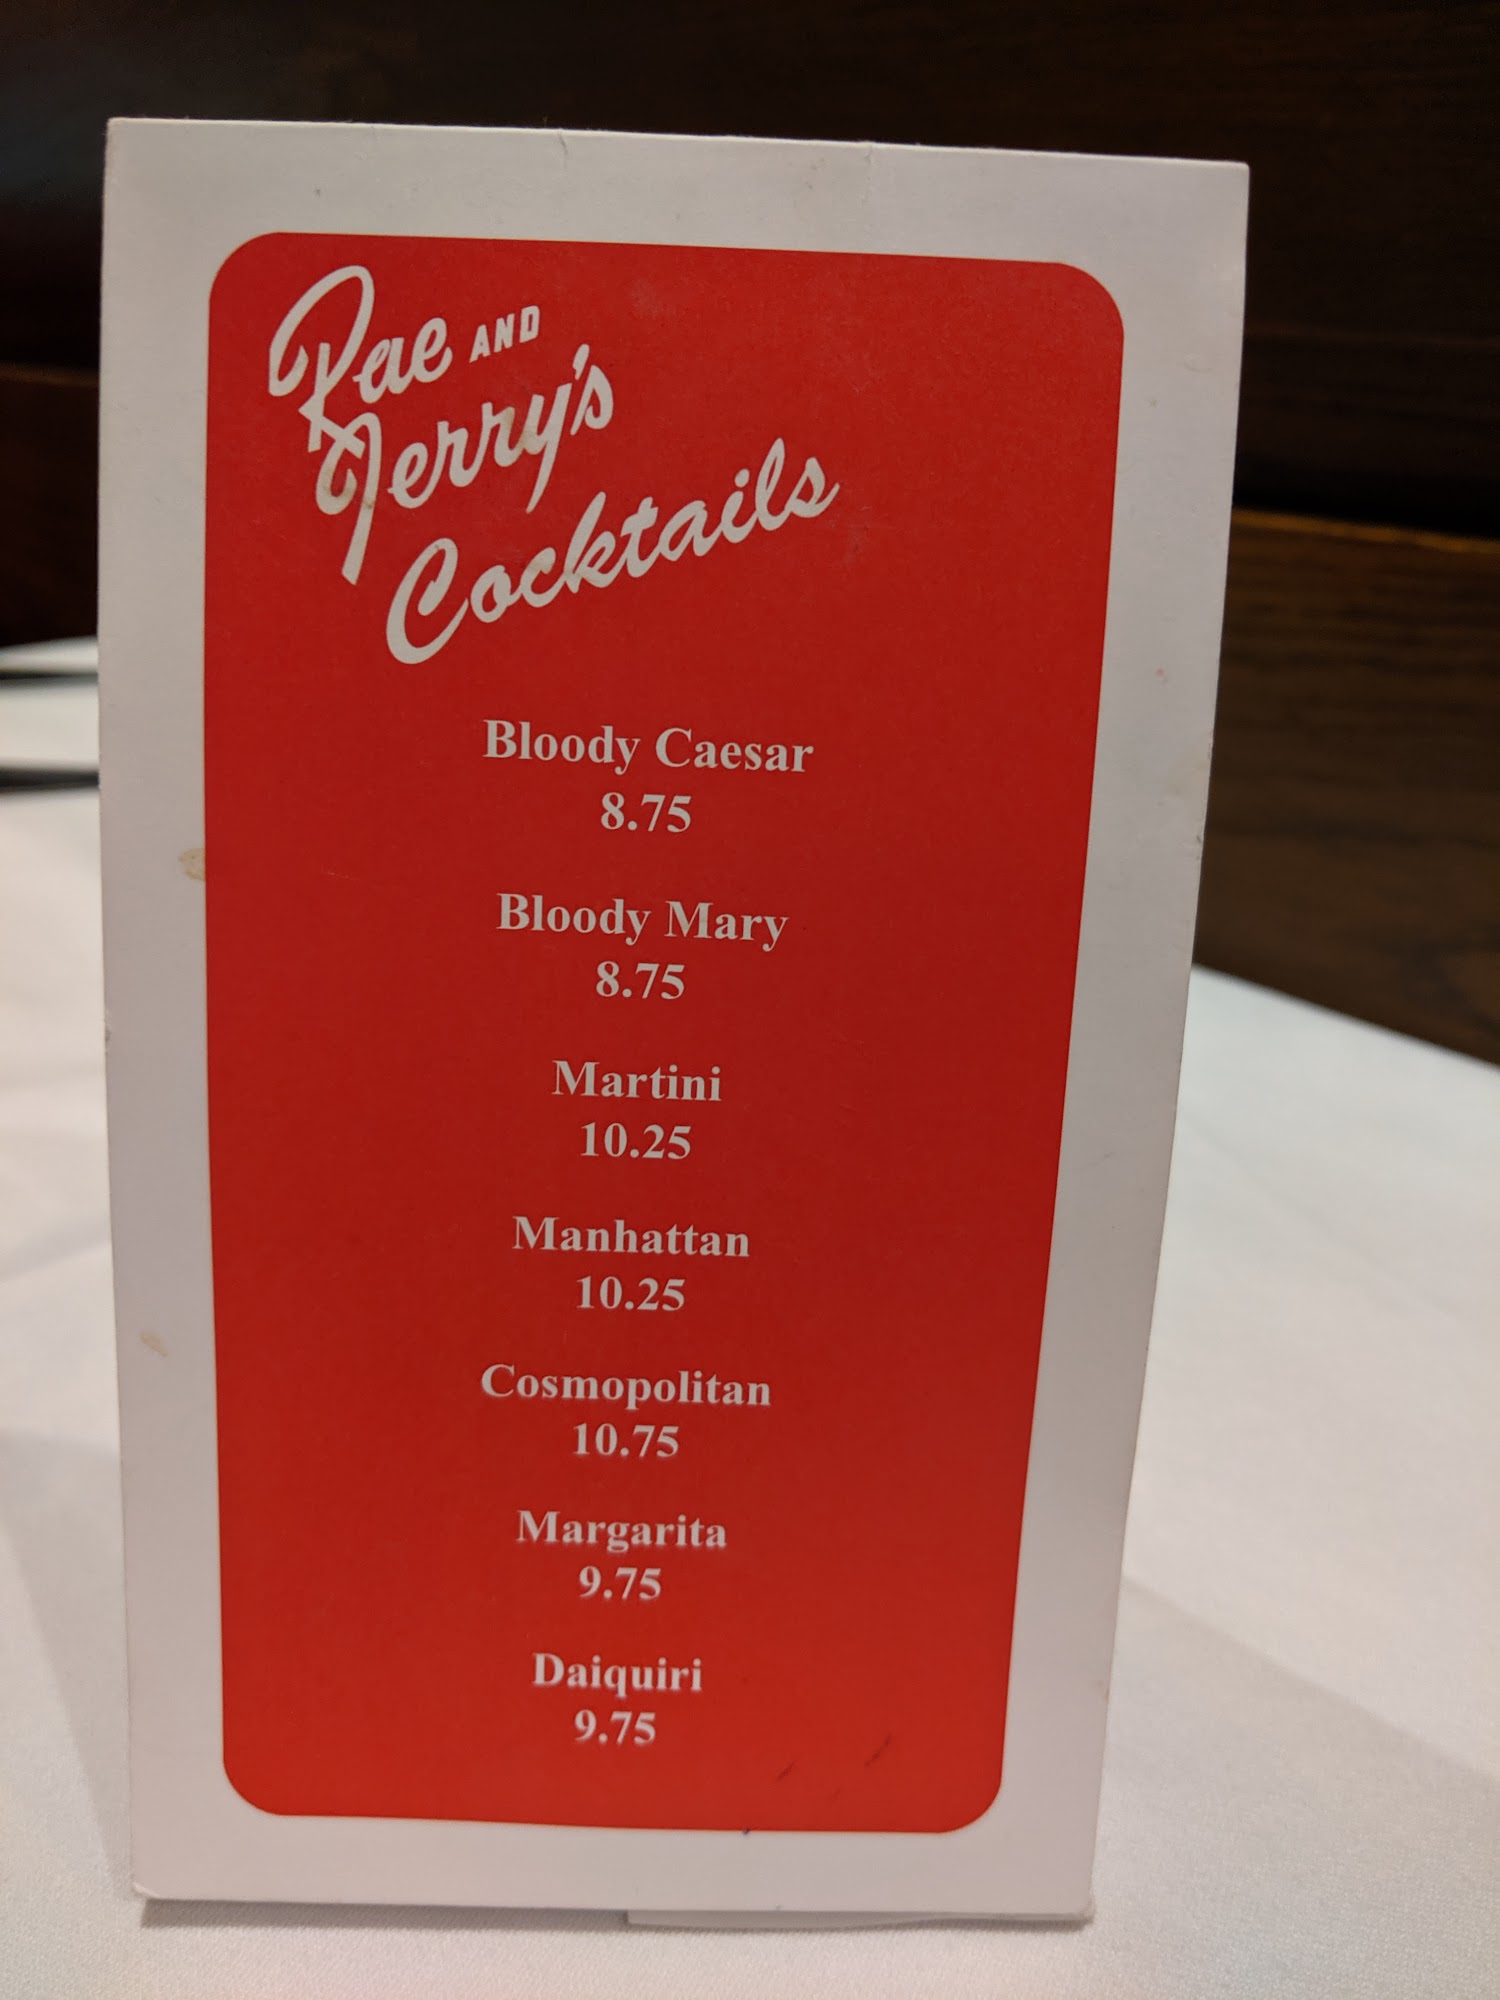 Rae AND
Jerry's
Cocktails
Bloody Caesar
8.75
Bloody Mary
8.75
Martini
10.25
Manhattan
10.25
Cosmopolitan
10.75
Margarita
9.75
Daiquiri
9.75